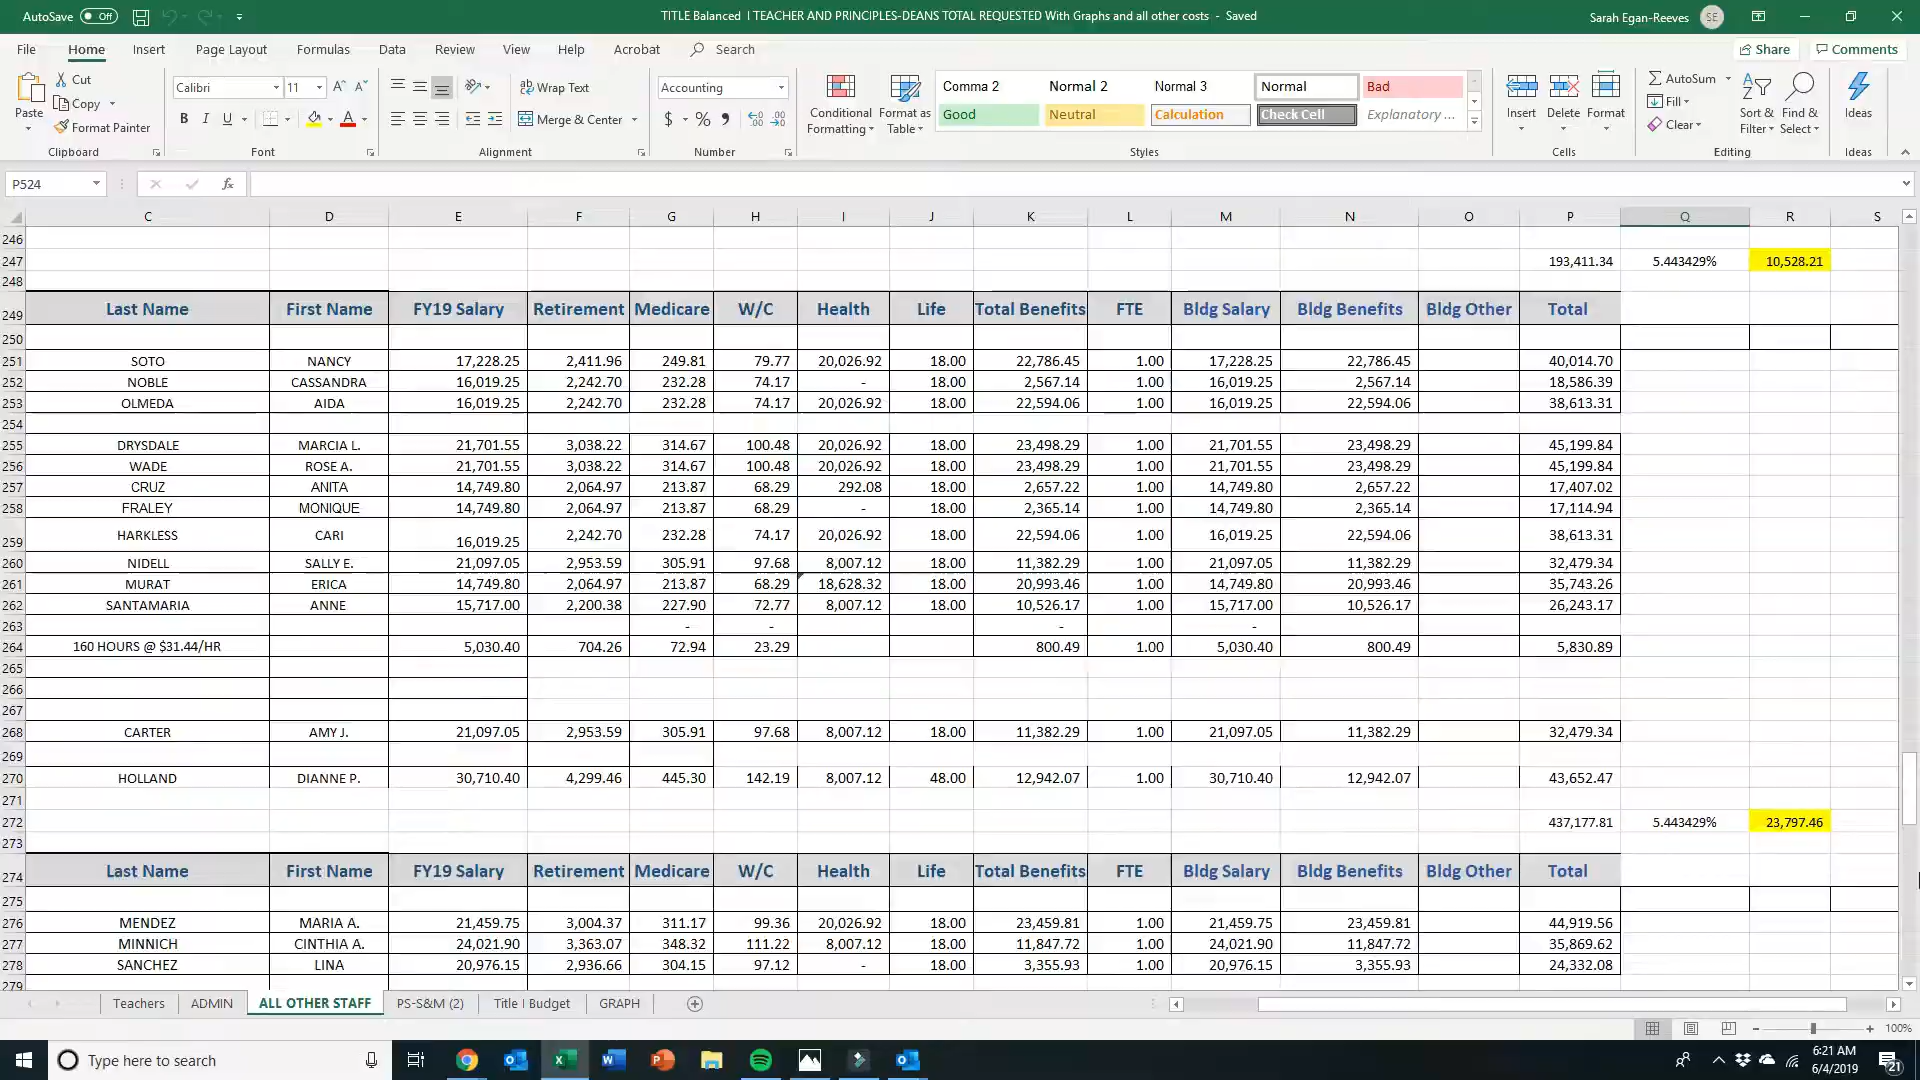 AutoSave Off TITLE Balanced I TEACHER AND PRINCIPLES-DEANS TOTAL REQUESTED With Graphs and all other costs - Saved Sarah Egan-Reeves SE
File Home Insert Page Layout Formulas Data Review View Help Acrobat Search Share Comments
Paste Cut Calibri 11 Wrap Text Accounting Conditional Formatting Format as Table Comma 2 Normal 2 Normal 3 Normal Bad Insert Delete Format AutoSum Sort & Filter Find & Select Ideas
Copy Merge & Center Good Neutral Calculation Check Cell Explanatory ... Fill
Format Painter Clear
Clipboard Font Alignment Number Styles Cells Editing Ideas
P524 fx
C D E F G H I J K L M N O P Q R S
246
247 193,411.34 5.443429% 10,528.21
248
249 Last Name First Name FY19 Salary Retirement Medicare W/C Health Life Total Benefits FTE Bldg Salary Bldg Benefits Bldg Other Total
250
251 SOTO NANCY 17,228.25 2,411.96 249.81 79.77 20,026.92 18.00 22,786.45 1.00 17,228.25 22,786.45 40,014.70
252 NOBLE CASSANDRA 16,019.25 2,242.70 232.28 74.17 - 18.00 2,567.14 1.00 16,019.25 2,567.14 18,586.39
253 OLMEDA AIDA 16,019.25 2,242.70 232.28 74.17 20,026.92 18.00 22,594.06 1.00 16,019.25 22,594.06 38,613.31
254
255 DRYSDALE MARCIA L. 21,701.55 3,038.22 314.67 100.48 20,026.92 18.00 23,498.29 1.00 21,701.55 23,498.29 45,199.84
256 WADE ROSE A. 21,701.55 3,038.22 314.67 100.48 20,026.92 18.00 23,498.29 1.00 21,701.55 23,498.29 45,199.84
257 CRUZ ANITA 14,749.80 2,064.97 213.87 68.29 292.08 18.00 2,657.22 1.00 14,749.80 2,657.22 17,407.02
258 FRALEY MONIQUE 14,749.80 2,064.97 213.87 68.29 - 18.00 2,365.14 1.00 14,749.80 2,365.14 17,114.94
259 HARKLESS CARI 16,019.25 2,242.70 232.28 74.17 20,026.92 18.00 22,594.06 1.00 16,019.25 22,594.06 38,613.31
260 NIDELL SALLY E. 21,097.05 2,953.59 305.91 97.68 8,007.12 18.00 11,382.29 1.00 21,097.05 11,382.29 32,479.34
261 MURAT ERICA 14,749.80 2,064.97 213.87 68.29 18,628.32 18.00 20,993.46 1.00 14,749.80 20,993.46 35,743.26
262 SANTAMARIA ANNE 15,717.00 2,200.38 227.90 72.77 8,007.12 18.00 10,526.17 1.00 15,717.00 10,526.17 26,243.17
263 - - - -
264 160 HOURS @ $31.44/HR 5,030.40 704.26 72.94 23.29 800.49 1.00 5,030.40 800.49 5,830.89
265
266
267
268 CARTER AMY J. 21,097.05 2,953.59 305.91 97.68 8,007.12 18.00 11,382.29 1.00 21,097.05 11,382.29 32,479.34
269
270 HOLLAND DIANNE P. 30,710.40 4,299.46 445.30 142.19 8,007.12 48.00 12,942.07 1.00 30,710.40 12,942.07 43,652.47
271
272 437,177.81 5.443429% 23,797.46
273
274 Last Name First Name FY19 Salary Retirement Medicare W/C Health Life Total Benefits FTE Bldg Salary Bldg Benefits Bldg Other Total
275
276 MENDEZ MARIA A. 21,459.75 3,004.37 311.17 99.36 20,026.92 18.00 23,459.81 1.00 21,459.75 23,459.81 44,919.56
277 MINNICH CINTHIA A. 24,021.90 3,363.07 348.32 111.22 8,007.12 18.00 11,847.72 1.00 24,021.90 11,847.72 35,869.62
278 SANCHEZ LINA 20,976.15 2,936.66 304.15 97.12 - 18.00 3,355.93 1.00 20,976.15 3,355.93 24,332.08
279
Teachers ADMIN ALL OTHER STAFF PS-S&M (2) Title I Budget GRAPH
100%
Type here to search 6:21 AM
6/4/2019 21